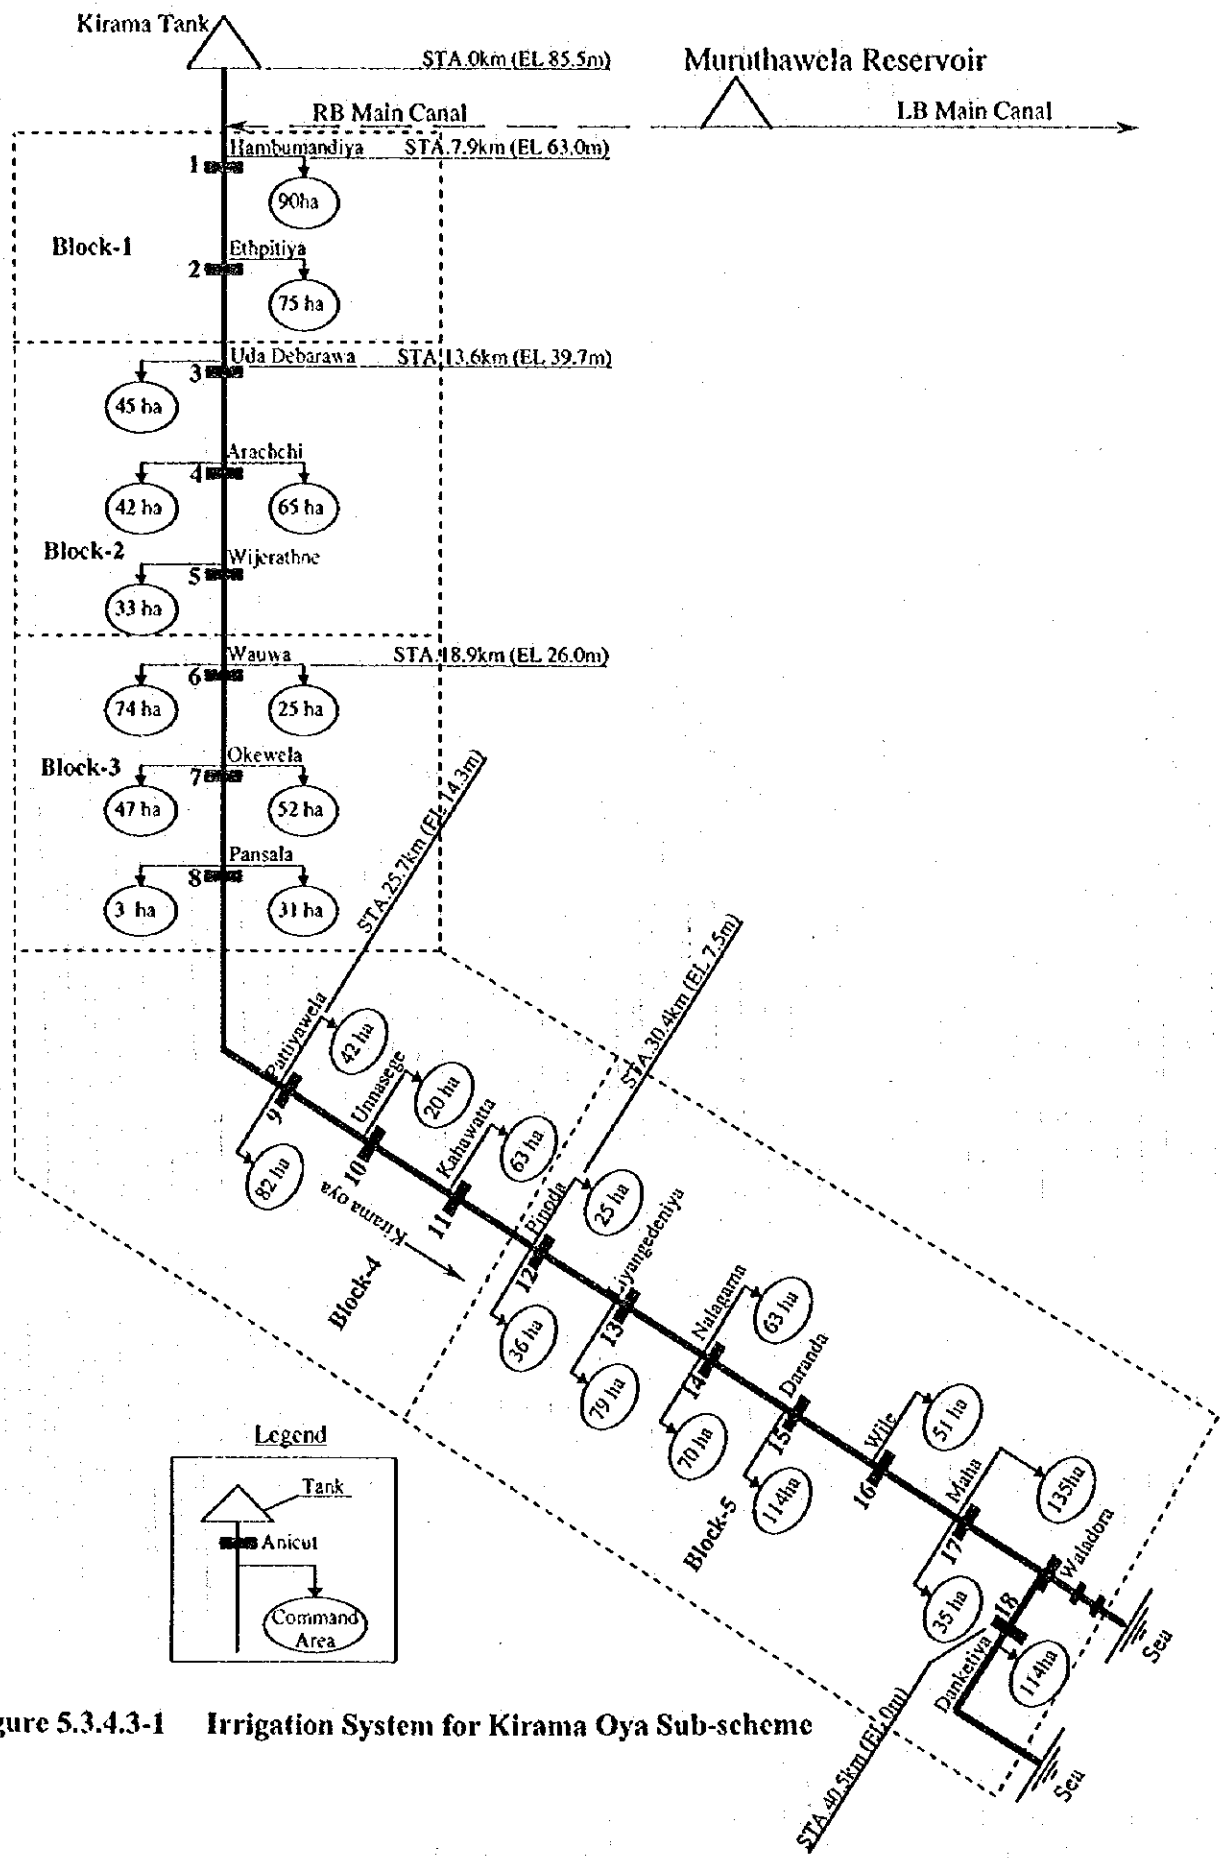 Kirama Tank
STA.0km (EL 85.5m)
Muruthawela Reservoir
RB Main Canal
LB Main Canal
Hambumandiya
STA.7.9km (EL 63.0m)
1
90ha
Block-1
Ethpitiya
2
75 ha
Uda Debarawa
STA.13.6km (EL 39.7m)
3
45 ha
Arachchi
4
42 ha
65 ha
Block-2
Wijerathne
5
33 ha
Wauwa
STA.18.9km (EL 26.0m)
6
74 ha
25 ha
Block-3
Okewela
7
47 ha
52 ha
Pansala
8
3 ha
31 ha
STA.25.7km (EL 14.3m)
Pattiyawela
9
42 ha
82 ha
Unnasege
10
20 ha
Kahawatta
11
63 ha
Kirama oya
Block-4
STA.30.4km (EL 7.5m)
Pinoda
12
25 ha
36 ha
13
79 ha
Nalagama
14
63 ha
70 ha
Daranda
15
114ha
Block-5
Wile
16
51 ha
Maha
17
135ha
35 ha
Waladora
18
Danketiya
114ha
STA.40.5km (EL 0m)
Sea
Sea
Legend
Tank
Anicut
Command
Area
gure 5.3.4.3-1 Irrigation System for Kirama Oya Sub-scheme